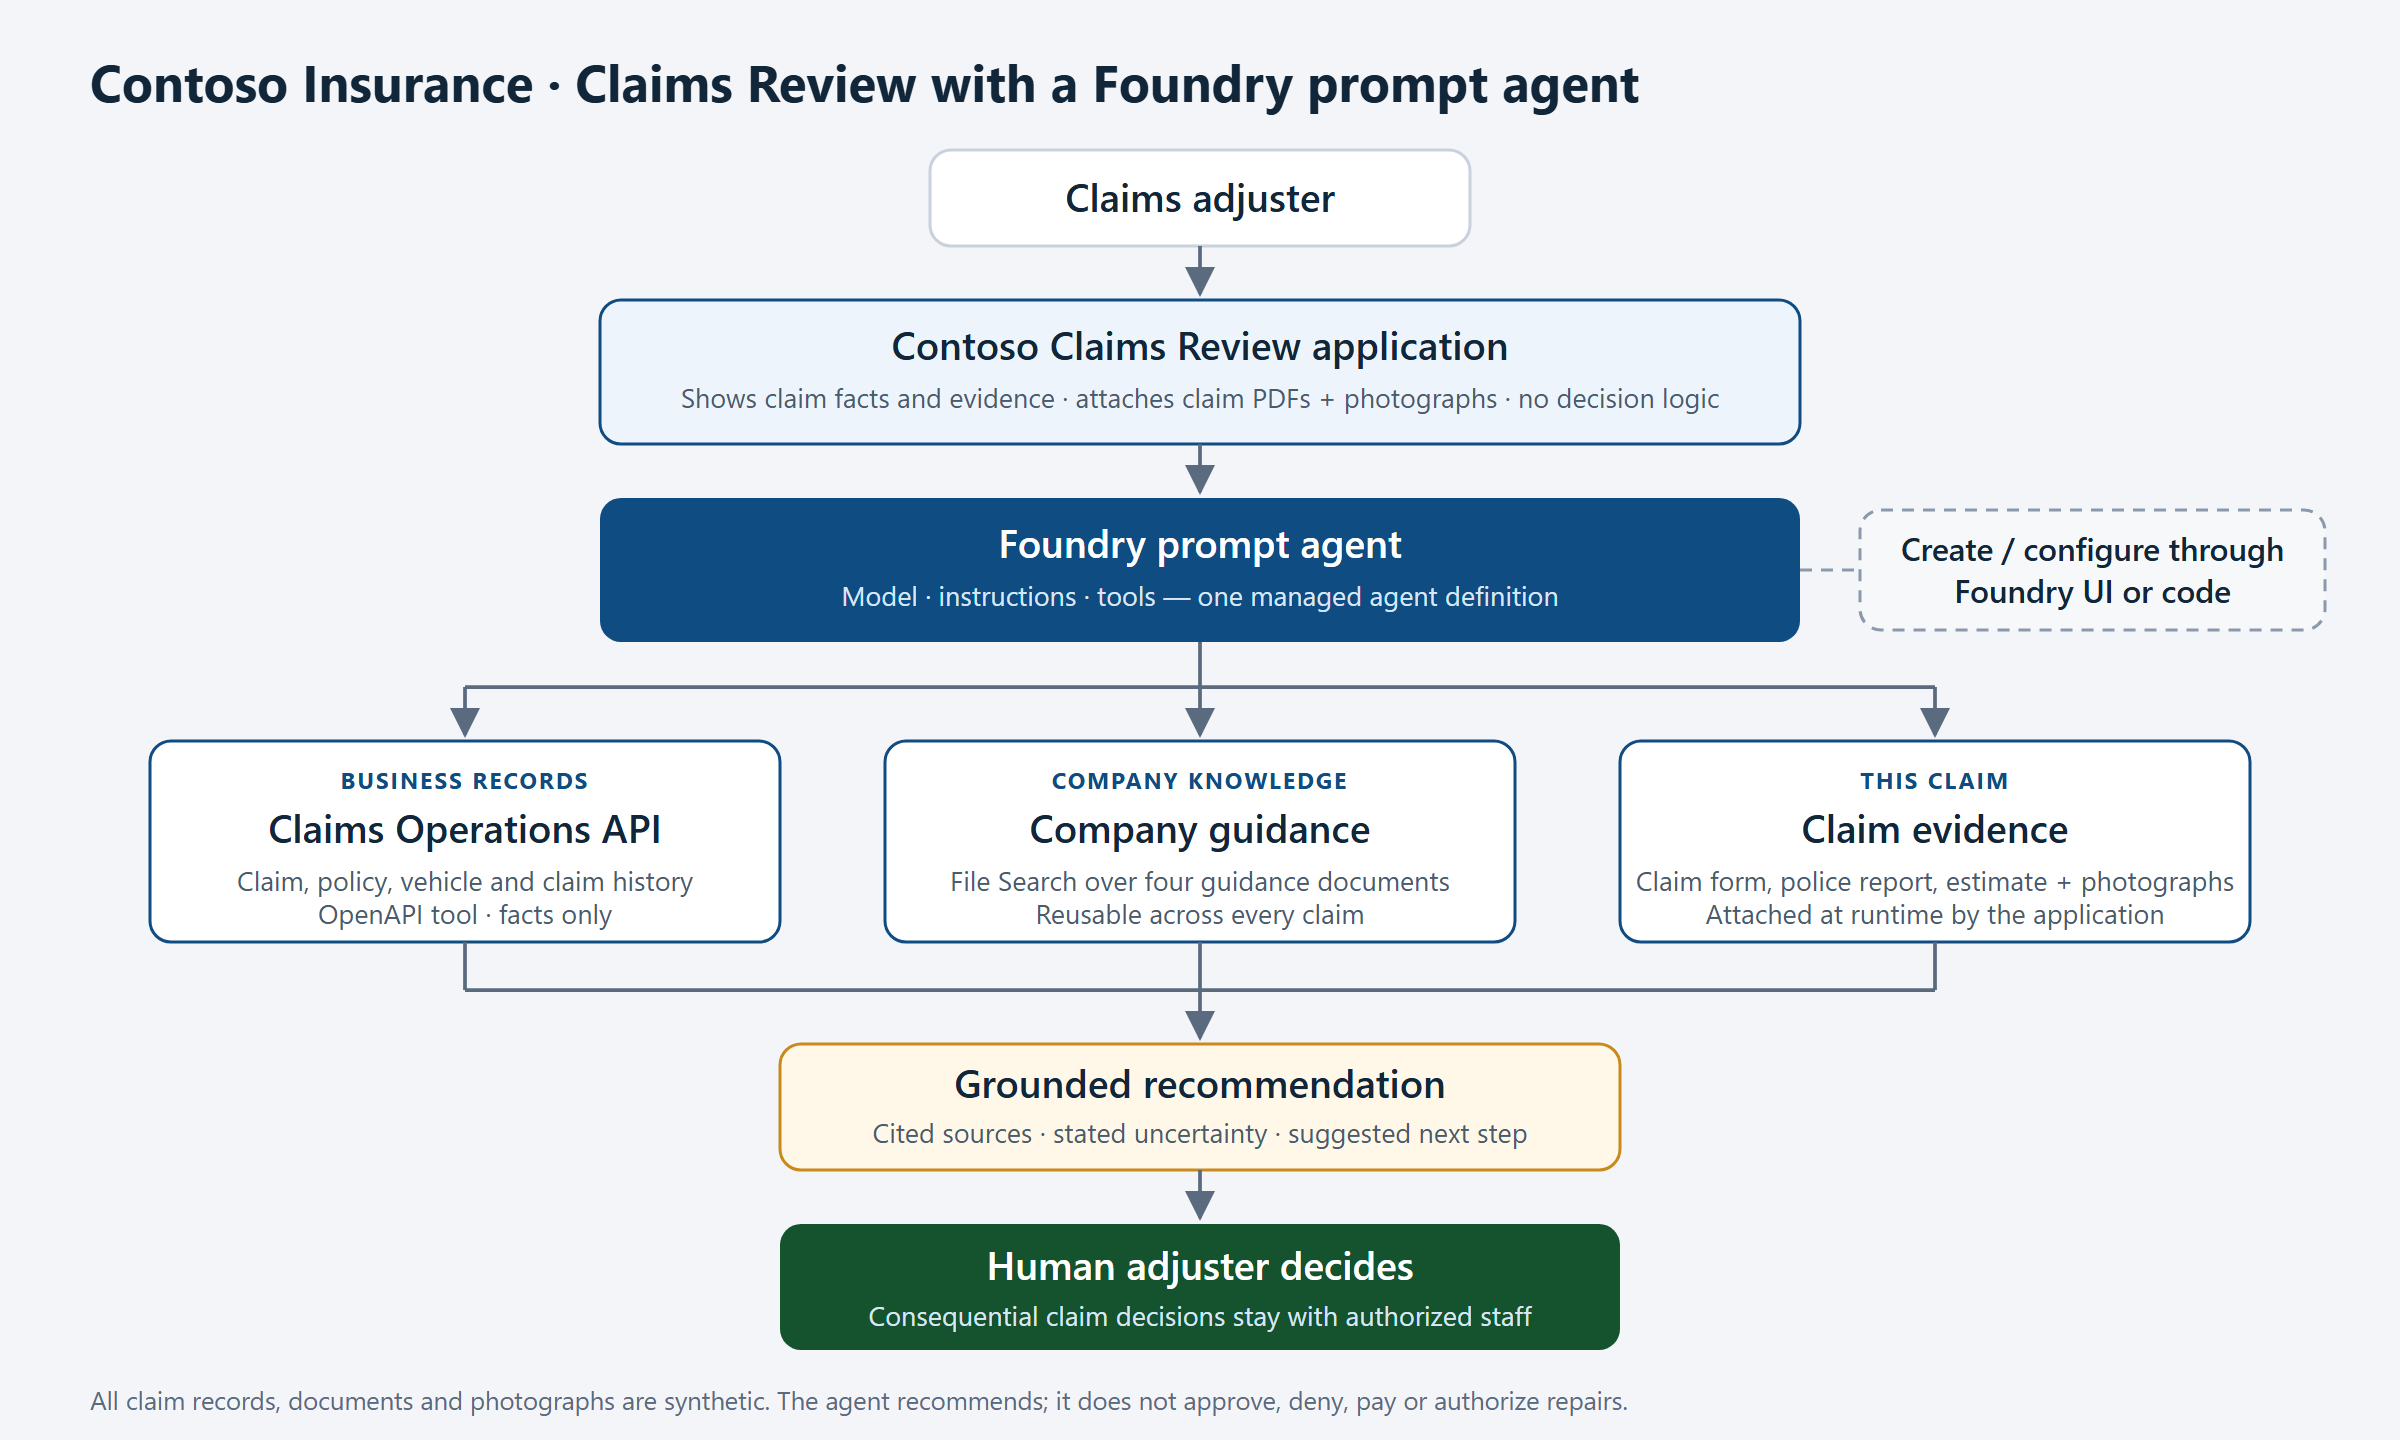 Contoso Insurance · Claims Review with a Foundry prompt agent
Claims adjuster
Contoso Claims Review application
Shows claim facts and evidence · attaches claim PDFs + photographs · no decision logic
Foundry prompt agent
Model · instructions · tools — one managed agent definition
Create / configure through
Foundry UI or code
BUSINESS RECORDS
Claims Operations API
Claim, policy, vehicle and claim history
OpenAPI tool · facts only
COMPANY KNOWLEDGE
Company guidance
File Search over four guidance documents
Reusable across every claim
THIS CLAIM
Claim evidence
Claim form, police report, estimate + photographs
Attached at runtime by the application
Grounded recommendation
Cited sources · stated uncertainty · suggested next step
Human adjuster decides
Consequential claim decisions stay with authorized staff
All claim records, documents and photographs are synthetic. The agent recommends; it does not approve, deny, pay or authorize repairs.